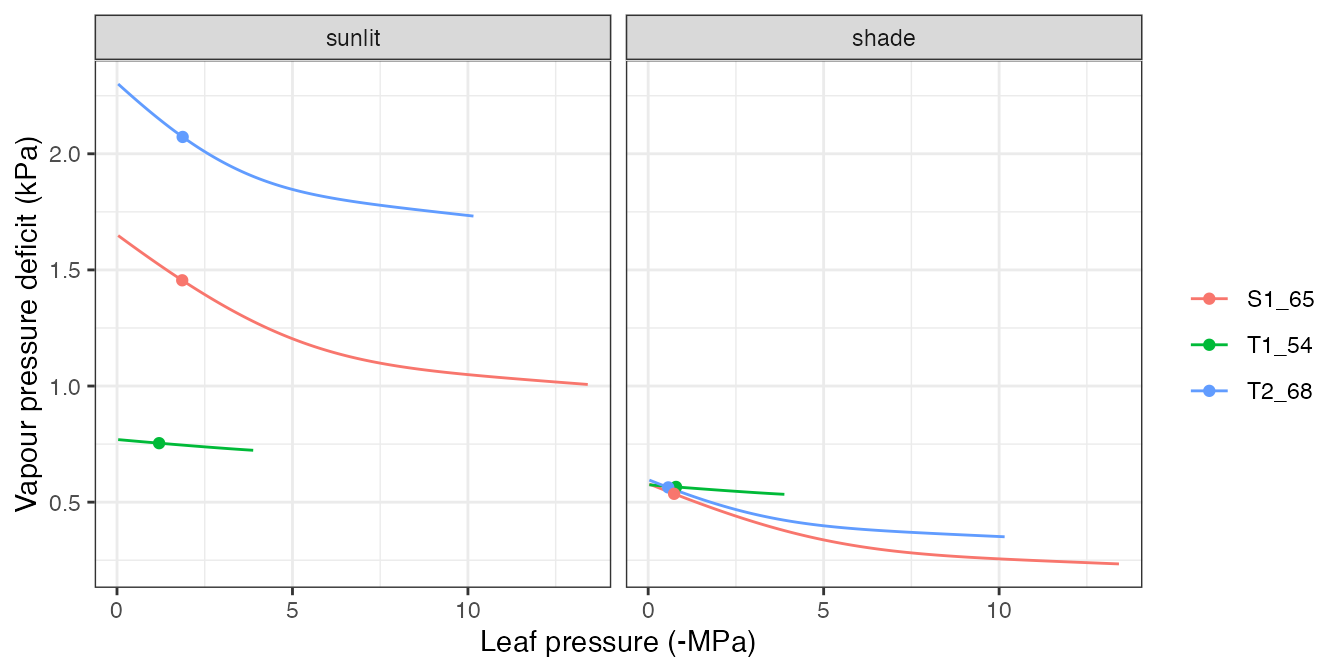 sunlit
shade
Vapour pressure deficit (kPa)
2.0
1.5
1.0
0.5
0
5
10
0
5
10
Leaf pressure (-MPa)
S1_65
T1_54
T2_68